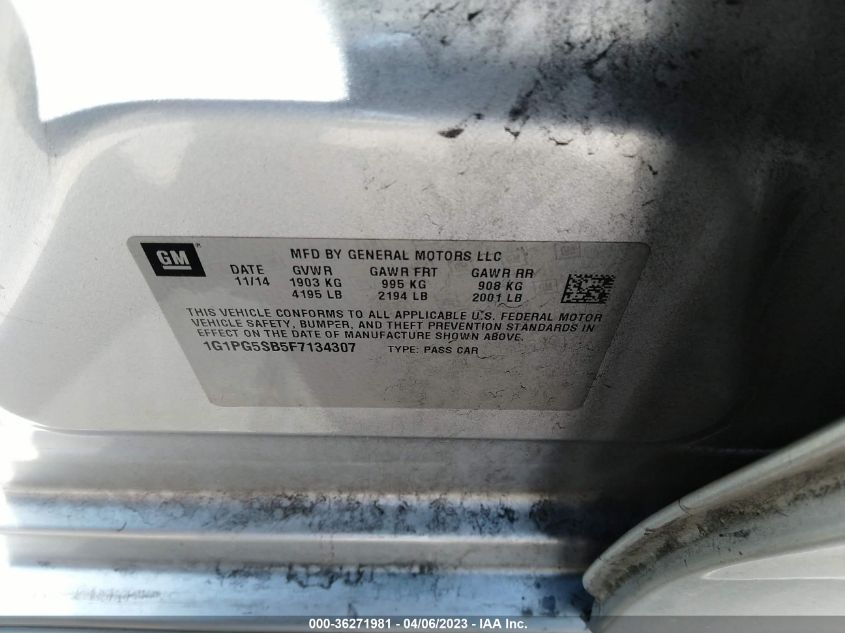 GM
MFD BY GENERAL MOTORS LLC
DATE GVWR GAWR FRT GAWR RR
11/14 1903 KG 995 KG 908 KG
4195 LB 2194 LB 2001 LB
THIS VEHICLE CONFORMS TO ALL APPLICABLE U.S. FEDERAL MOTOR
VEHICLE SAFETY, BUMPER, AND THEFT PREVENTION STANDARDS IN
EFFECT ON THE DATE OF MANUFACTURE SHOWN ABOVE.
1G1PG5SB5F7134307 TYPE: PASS CAR
000-36271981 - 04/06/2023 - IAA Inc.